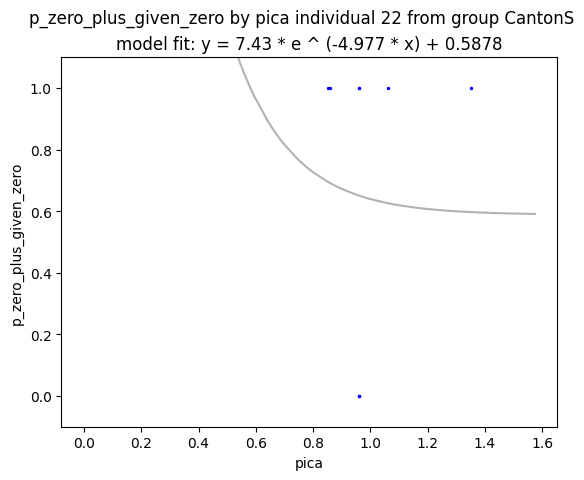 p_zero_plus_given_zero by pica individual 22 from group CantonS
model fit: y = 7.43 * e ^ (-4.977 * x) + 0.5878
p_zero_plus_given_zero
1.0
0.8
0.6
0.4
0.2
0.0
0.0 0.2 0.4 0.6 0.8 1.0 1.2 1.4 1.6
pica